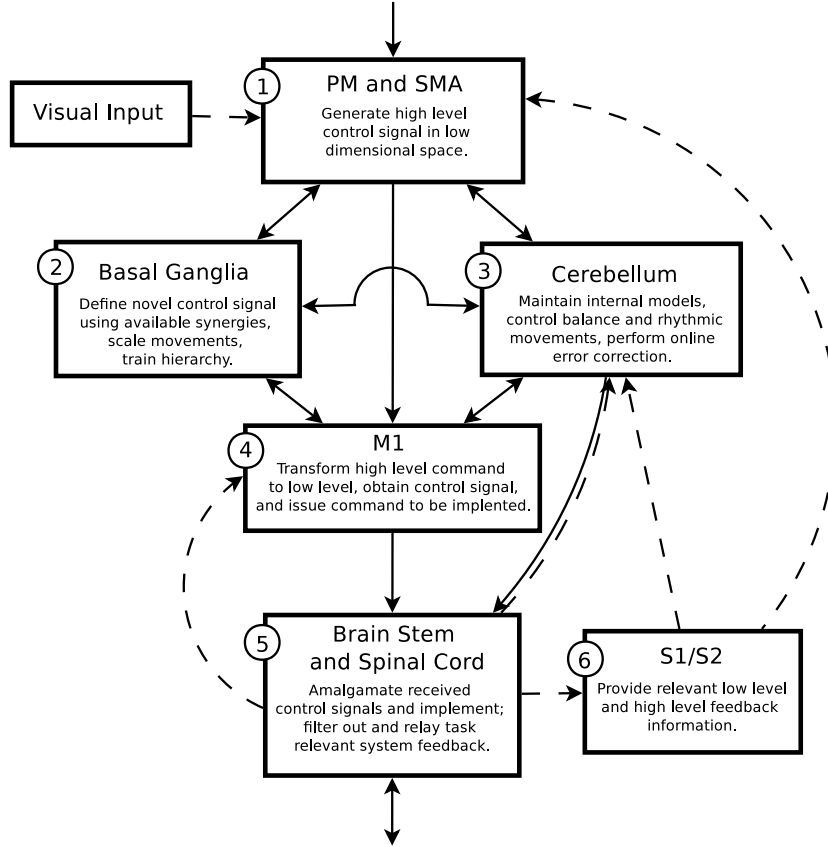 1
PM and SMA
Generate high level
control signal in low
dimensional space.
Visual Input
2
Basal Ganglia
Define novel control signal
using available synergies,
scale movements,
train hierarchy.
3
Cerebellum
Maintain internal models,
control balance and rhythmic
movements, perform online
error correction.
4
M1
Transform high level command
to low level, obtain control signal,
and issue command to be implented.
5
Brain Stem
and Spinal Cord
Amalgamate received
control signals and implement;
filter out and relay task
relevant system feedback.
6
S1/S2
Provide relevant low level
and high level feedback
information.